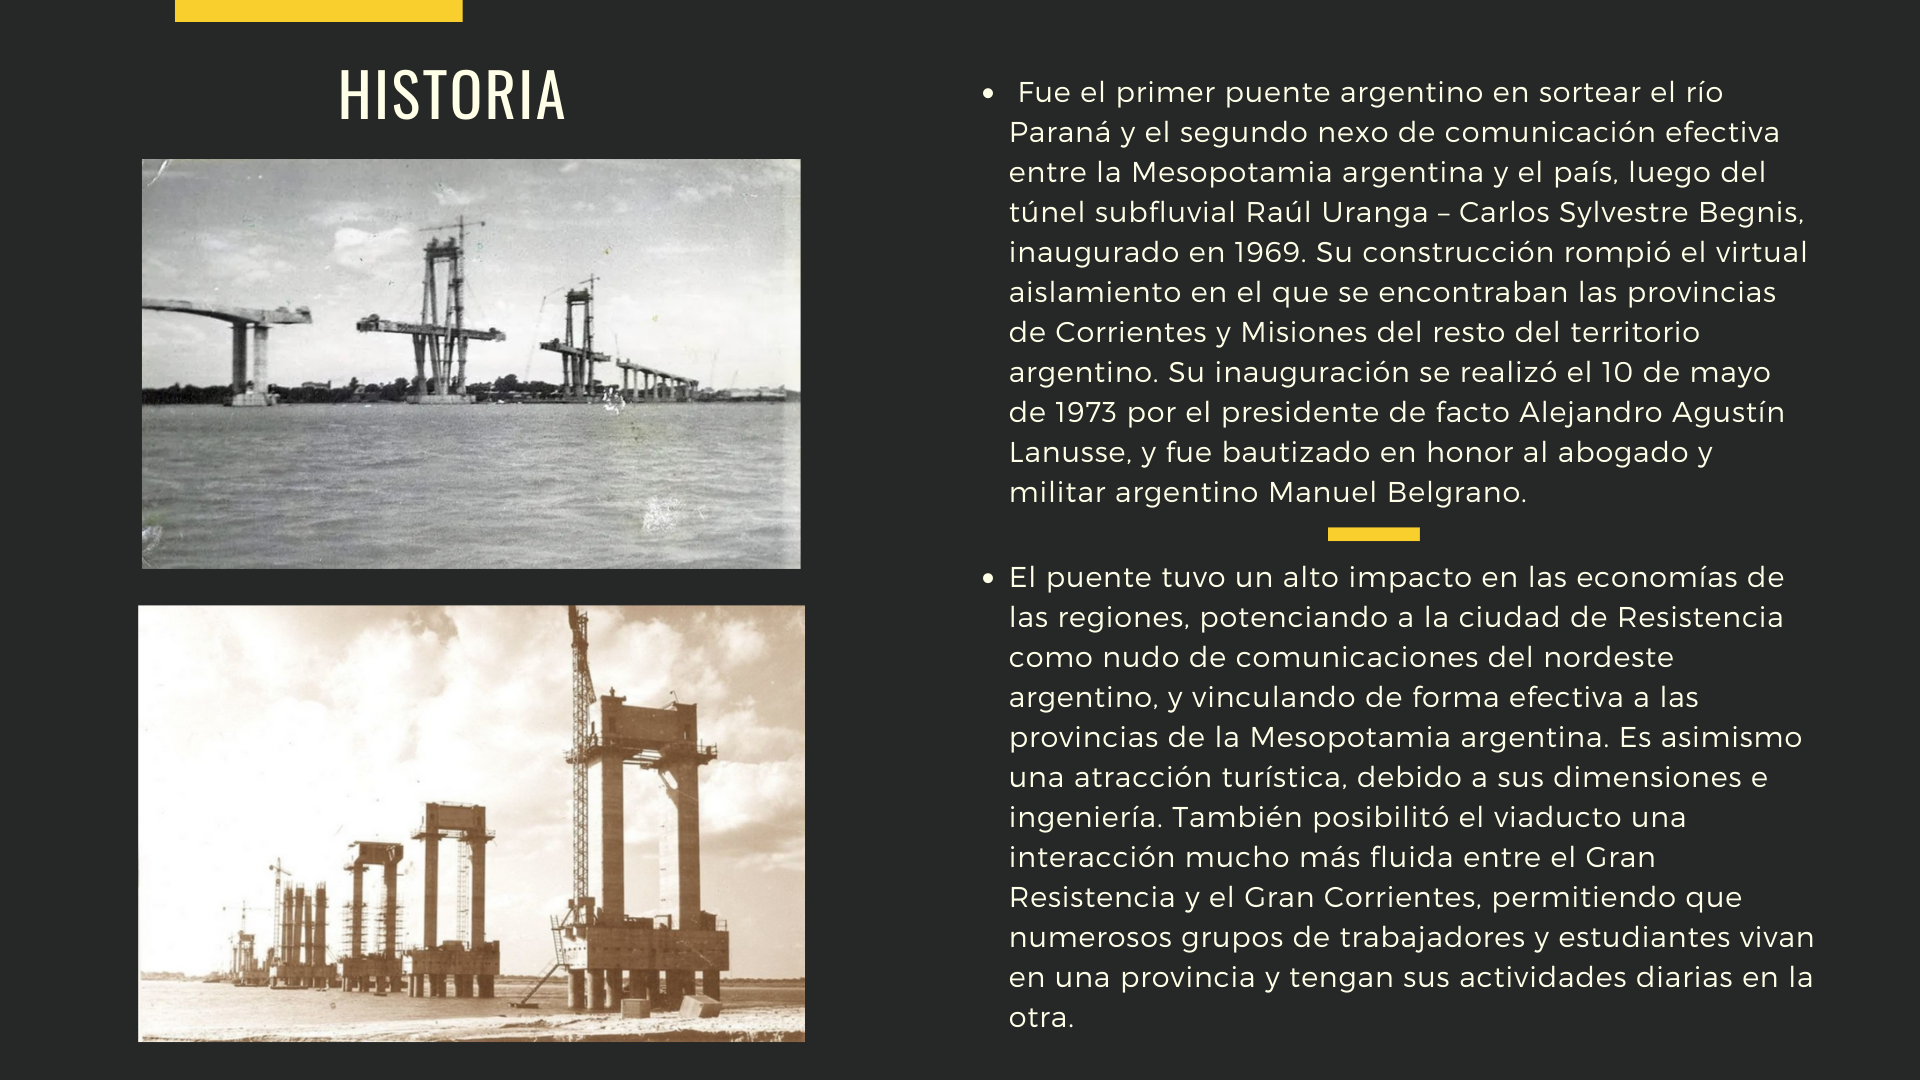 HISTORIA
• Fue el primer puente argentino en sortear el río
Paraná y el segundo nexo de comunicación efectiva
entre la Mesopotamia argentina y el país, luego del
túnel subfluvial Raúl Uranga – Carlos Sylvestre Begnis,
inaugurado en 1969. Su construcción rompió el virtual
aislamiento en el que se encontraban las provincias
de Corrientes y Misiones del resto del territorio
argentino. Su inauguración se realizó el 10 de mayo
de 1973 por el presidente de facto Alejandro Agustín
Lanusse, y fue bautizado en honor al abogado y
militar argentino Manuel Belgrano.
• El puente tuvo un alto impacto en las economías de
las regiones, potenciando a la ciudad de Resistencia
como nudo de comunicaciones del nordeste
argentino, y vinculando de forma efectiva a las
provincias de la Mesopotamia argentina. Es asimismo
una atracción turística, debido a sus dimensiones e
ingeniería. También posibilitó el viaducto una
interacción mucho más fluida entre el Gran
Resistencia y el Gran Corrientes, permitiendo que
numerosos grupos de trabajadores y estudiantes vivan
en una provincia y tengan sus actividades diarias en la
otra.